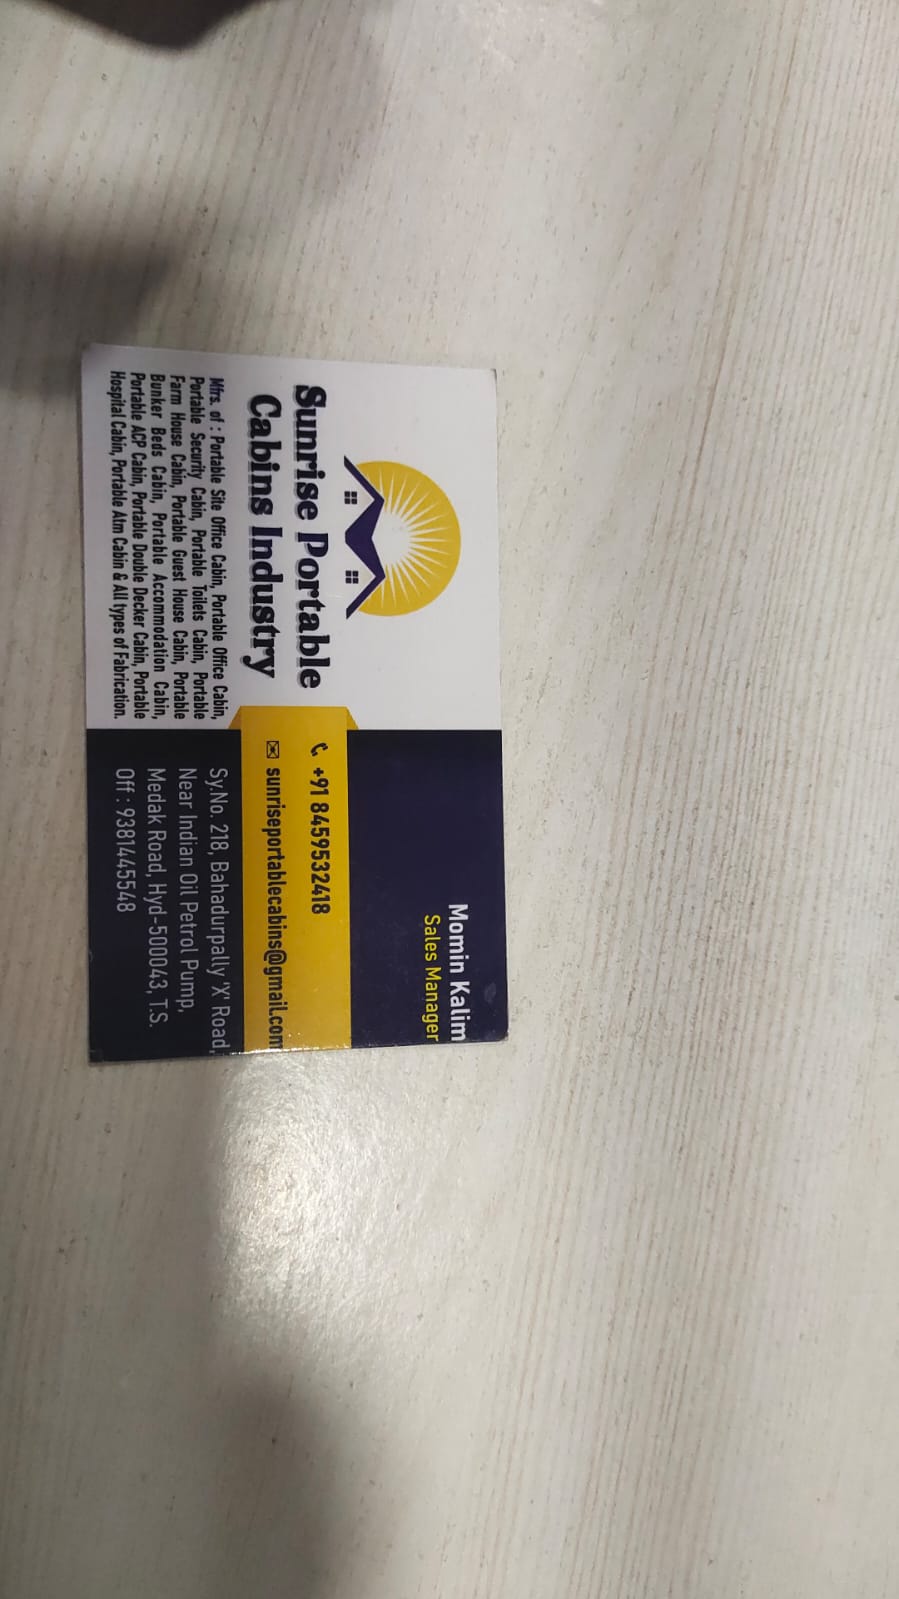 Sunrise Portable
Cabins Industry
Mfrs. of : Portable Site Office Cabin, Portable Office Cabin,
Portable Security Cabin, Portable Toilets Cabin, Portable
Farm House Cabin, Portable Guest House Cabin, Portable
Bunker Beds Cabin, Portable Accommodation Cabin,
Portable ACP Cabin, Portable Double Decker Cabin, Portable
Hospital Cabin, Portable Atm Cabin & All types of Fabrication.
Momin Kalim
Sales Manager
+91 8459532418
sunriseportablecabins@gmail.com
Sy.No. 218, Bahadurpally 'X' Road,
Near Indian Oil Petrol Pump,
Medak Road, Hyd-500043, T.S.
Off : 9381445548